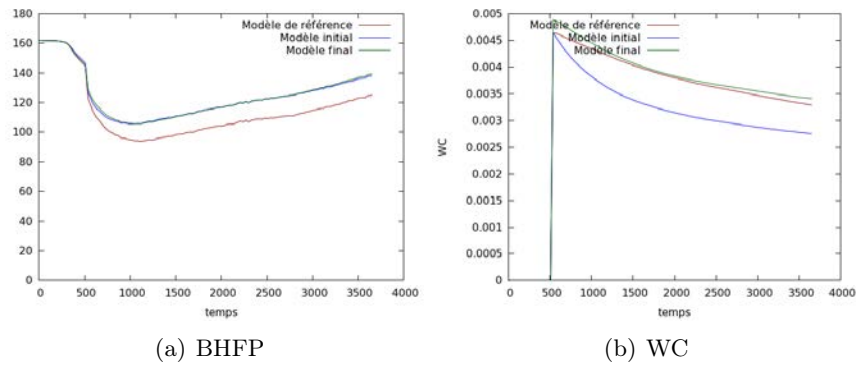 180
160
140
120
100
80
60
40
20
0
0 500 1000 1500 2000 2500 3000 3500 4000
temps
Modèle de référence
Modèle initial
Modèle final
(a) BHFP
0.005
0.0045
0.004
0.0035
0.003
0.0025
0.002
0.0015
0.001
0.0005
0
WC
0 500 1000 1500 2000 2500 3000 3500 4000
temps
Modèle de référence
Modèle initial
Modèle final
(b) WC